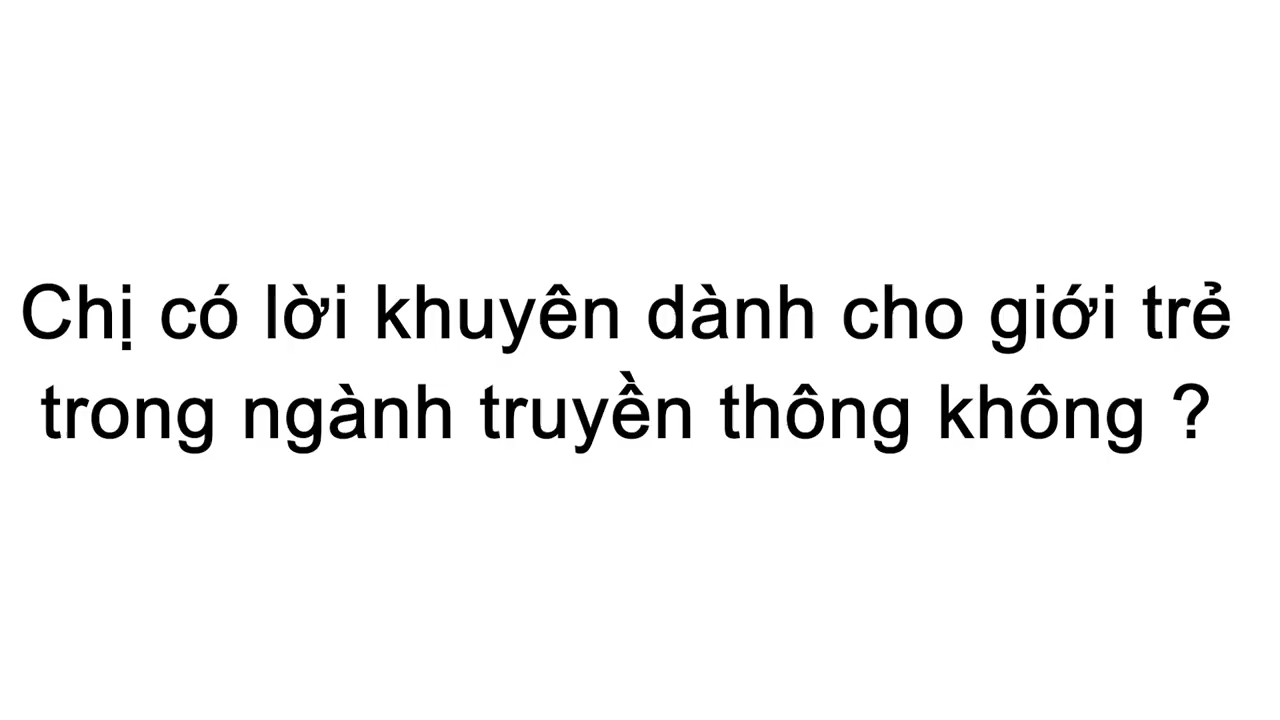 Chị có lời khuyên dành cho giới trẻ
trong ngành truyền thông không ?